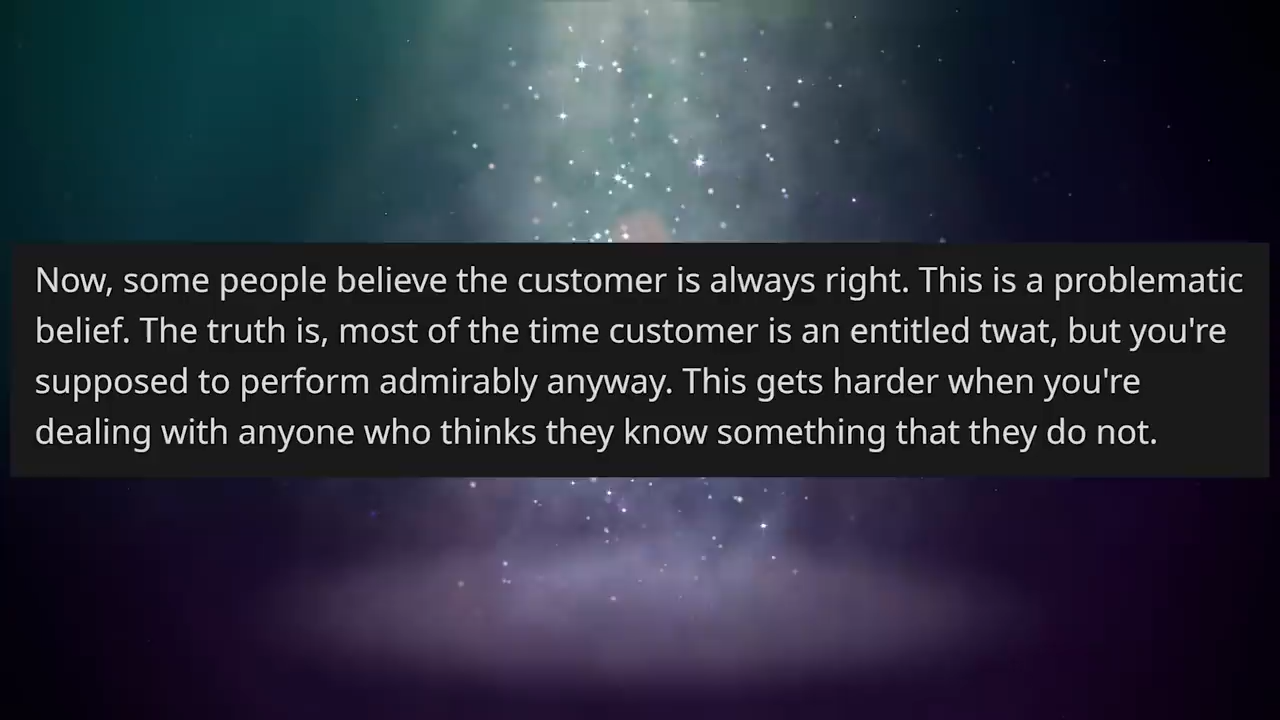 Now, some people believe the customer is always right. This is a problematic
belief. The truth is, most of the time customer is an entitled twat, but you're
supposed to perform admirably anyway. This gets harder when you're
dealing with anyone who thinks they know something that they do not.